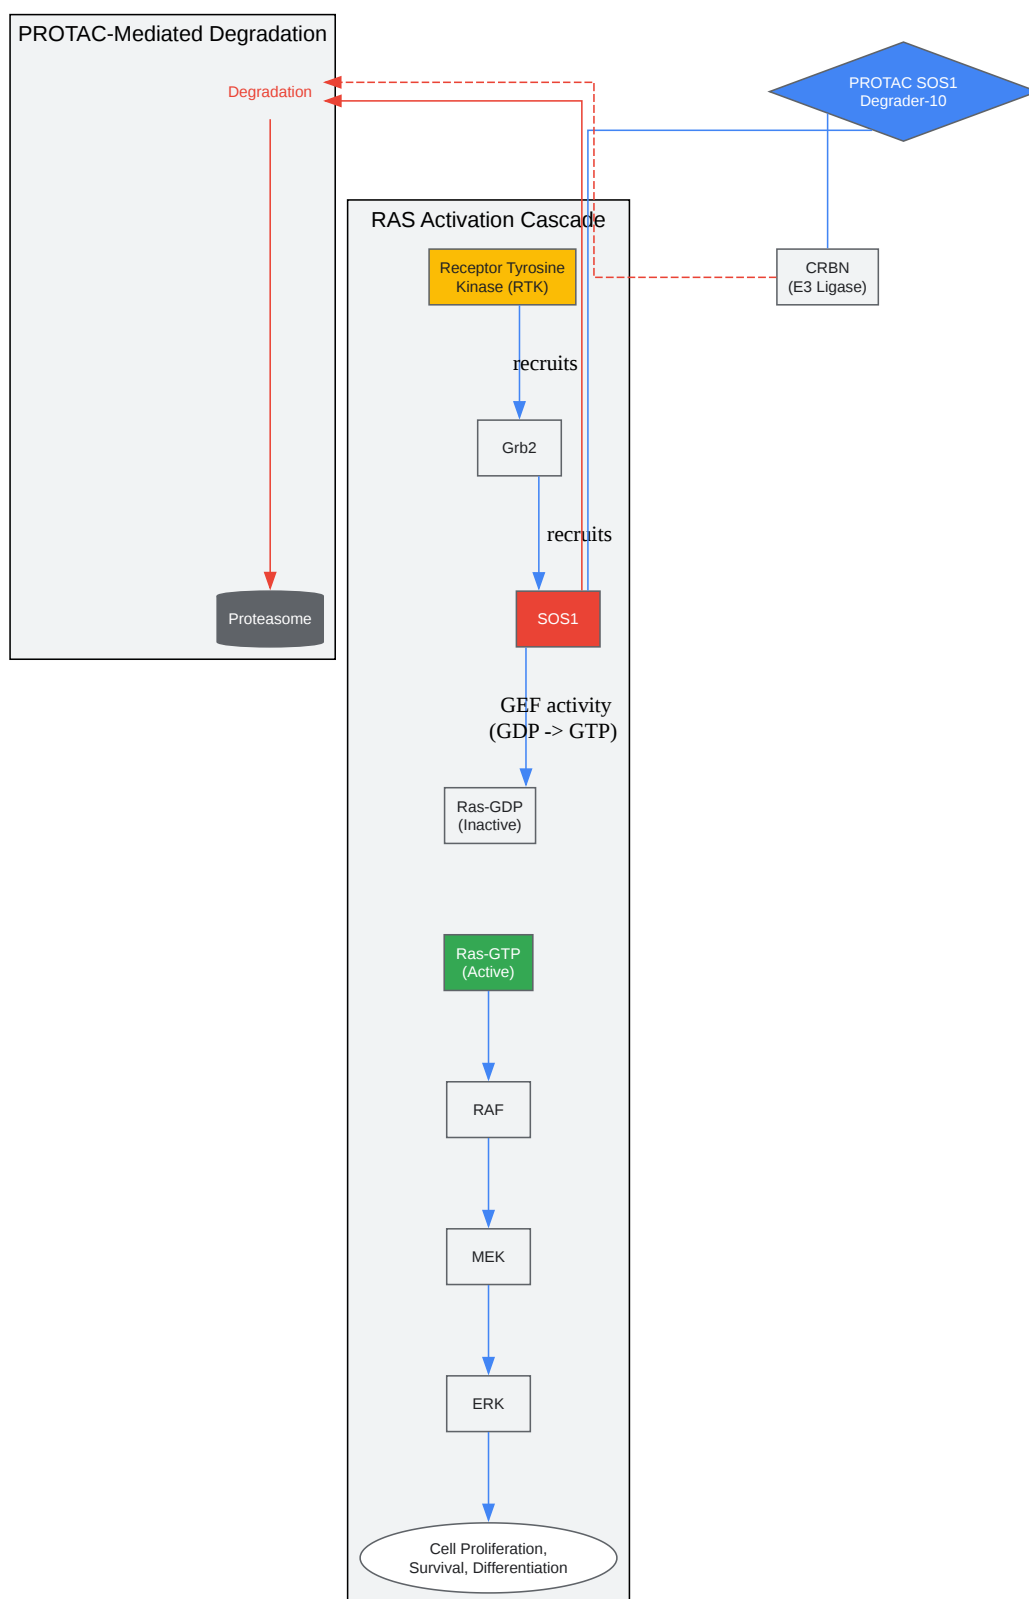 PROTAC-Mediated Degradation
Degradation
PROTAC SOS1
Degrader-10
RAS Activation Cascade
Receptor Tyrosine
Kinase (RTK)
CRBN
(E3 Ligase)
recruits
Grb2
recruits
Proteasome
SOS1
GEF activity
(GDP -> GTP)
Ras-GDP
(Inactive)
Ras-GTP
(Active)
RAF
MEK
ERK
Cell Proliferation,
Survival, Differentiation